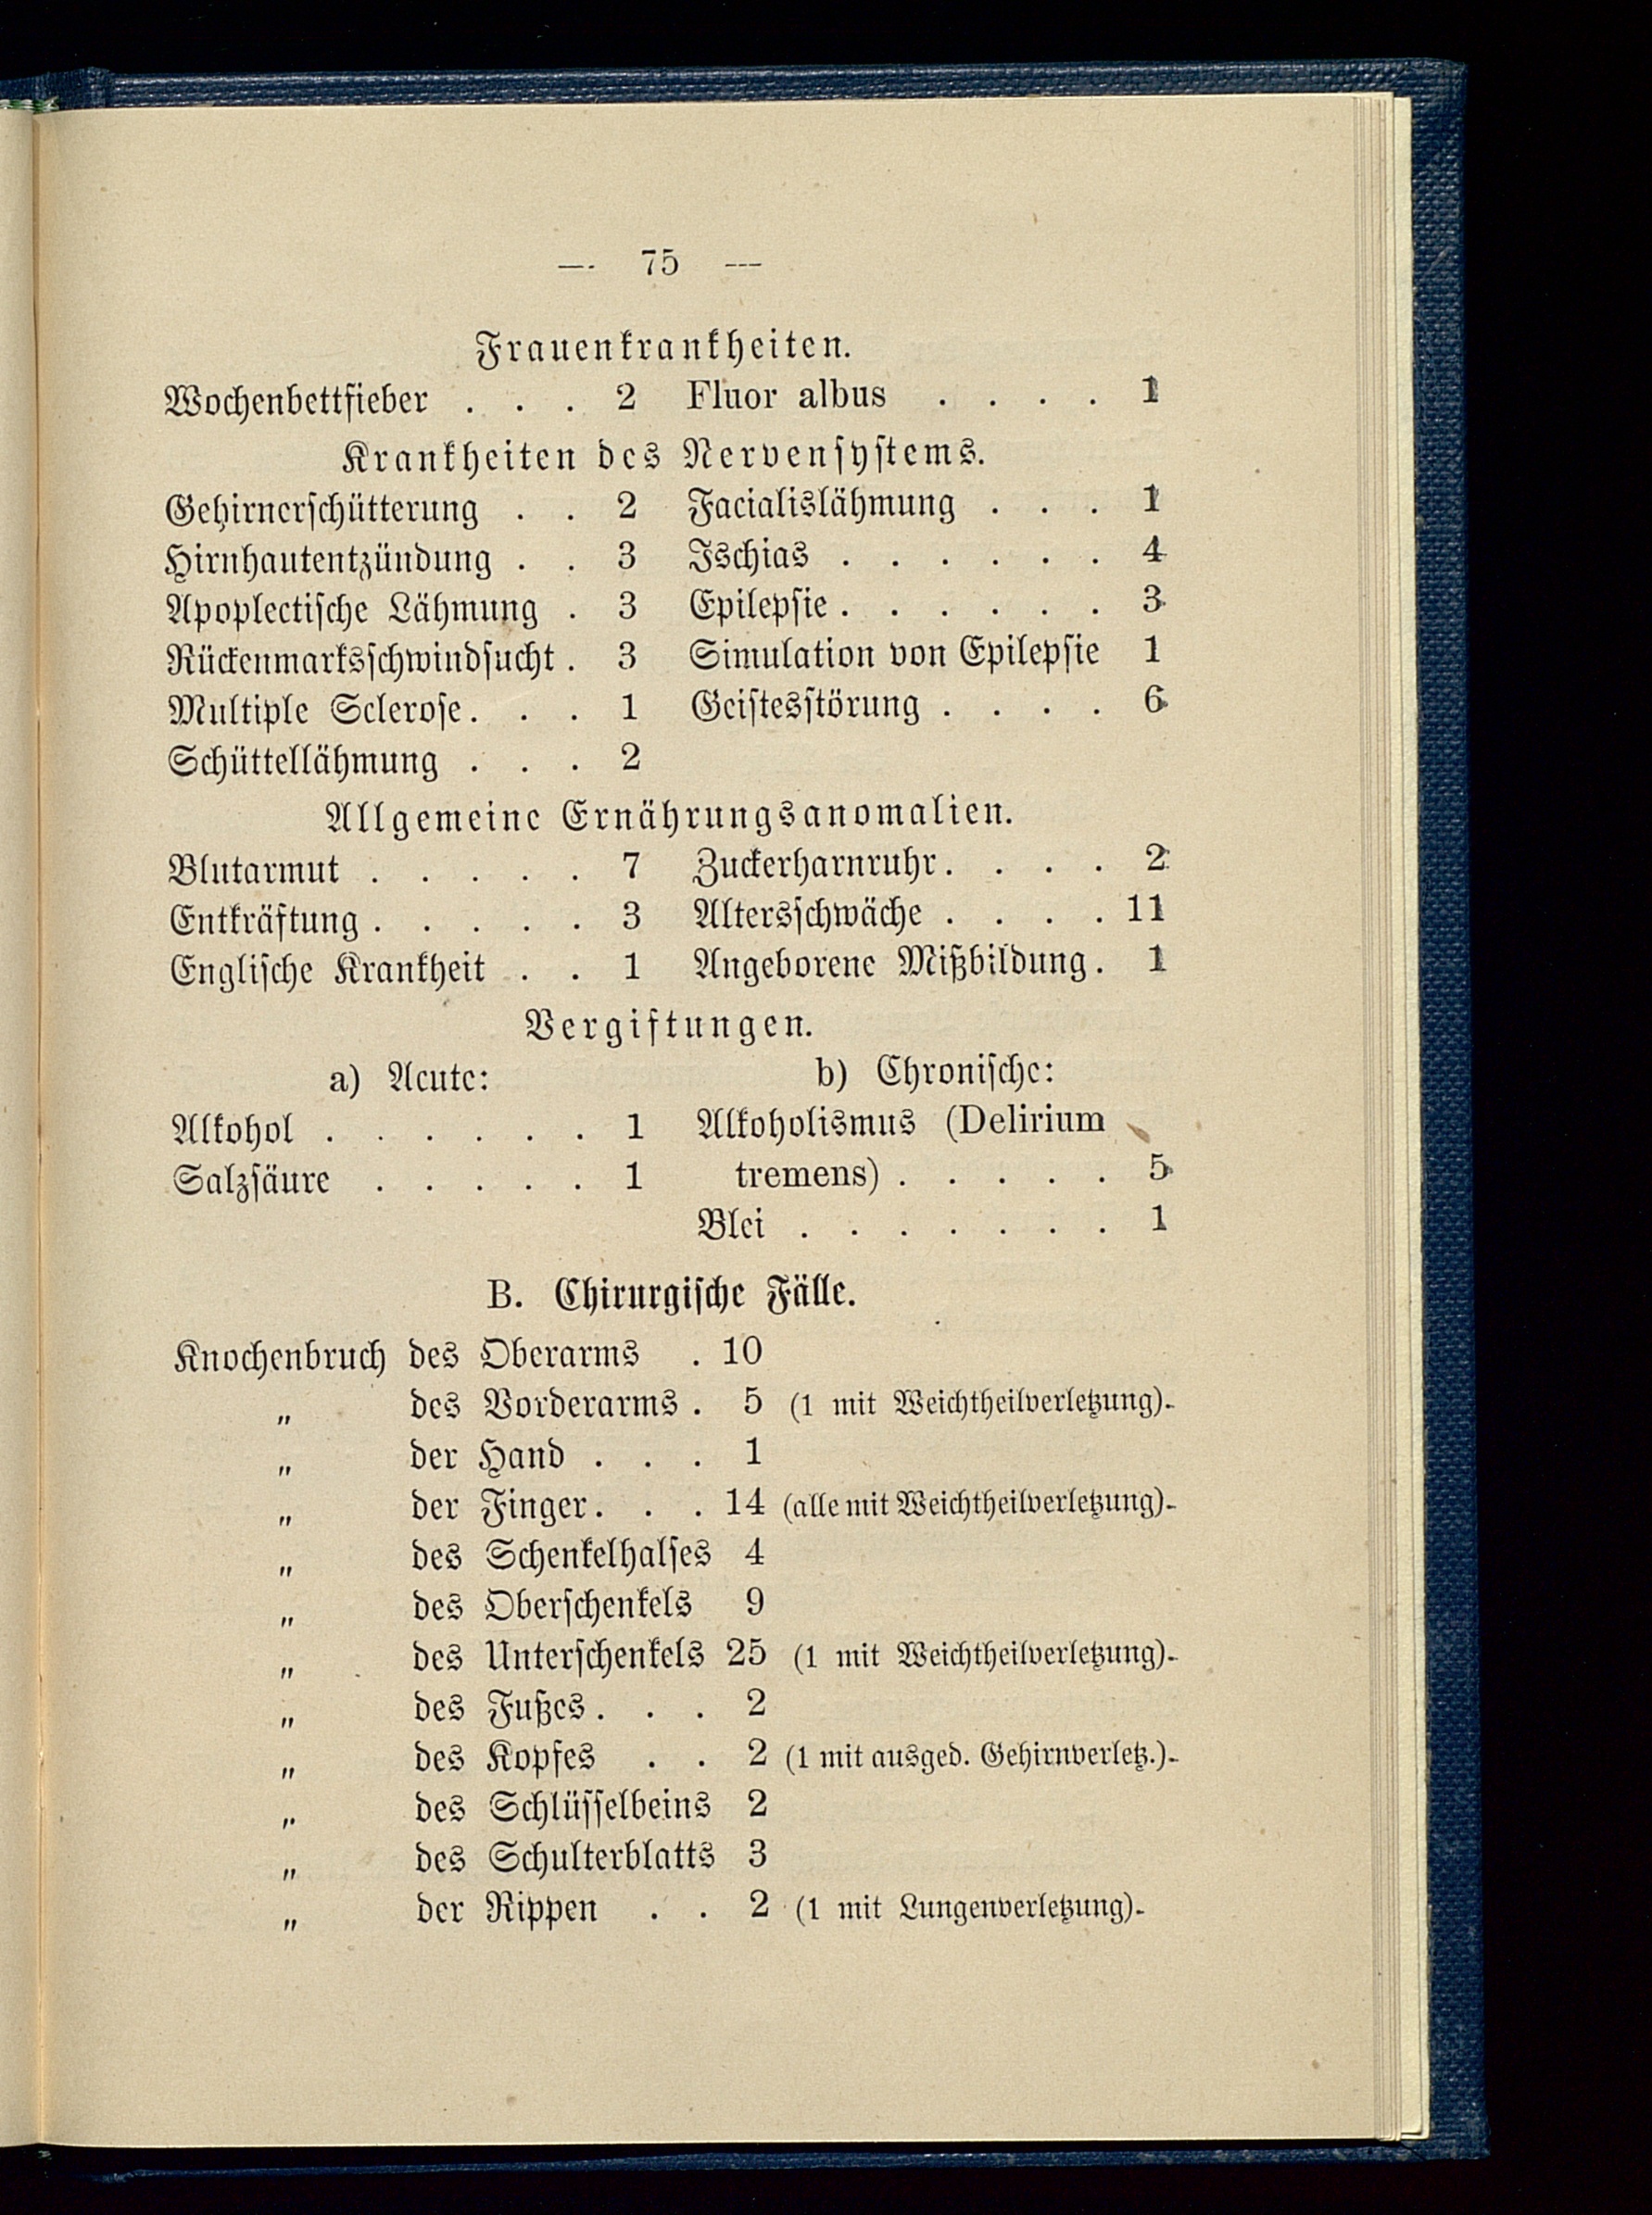 — 75 —
Frauenkrankheiten.
Wochenbettfieber . . . 2 Fluor albus . . . . 1
Krankheiten des Nervensystems.
Gehirnerschütterung . . 2 Facialislähmung . . . 1
Hirnhautentzündung . . 3 Ischias . . . . . . 4
Apoplectische Lähmung . 3 Epilepsie . . . . . . 3
Rückenmarksschwindsucht . 3 Simulation von Epilepsie 1
Multiple Sclerose . . . 1 Geistesstörung . . . . 6
Schüttellähmung . . . 2
Allgemeine Ernährungsanomalien.
Blutarmut . . . . . 7 Zuckerharnruhr . . . . 2
Entkräftung . . . . . 3 Altersschwäche . . . . 11
Englische Krankheit . . 1 Angeborene Mißbildung . 1
Vergiftungen.
a) Acute: b) Chronische:
Alkohol . . . . . . 1 Alkoholismus (Delirium
Salzsäure . . . . . 1 tremens) . . . . . 5
Blei . . . . . . . 1
B. Chirurgische Fälle.
Knochenbruch des Oberarms . 10
„ des Vorderarms . 5 (1 mit Weichtheilverletzung).
„ der Hand . . . 1
„ der Finger . . . 14 (alle mit Weichtheilverletzung).
„ des Schenkelhalses 4
„ des Oberschenkels 9
„ des Unterschenkels 25 (1 mit Weichtheilverletzung).
„ des Fußes . . . 2
„ des Kopfes . . 2 (1 mit ausged. Gehirnverletz.).
„ des Schlüsselbeins 2
„ des Schulterblatts 3
„ der Rippen . . 2 (1 mit Lungenverletzung).